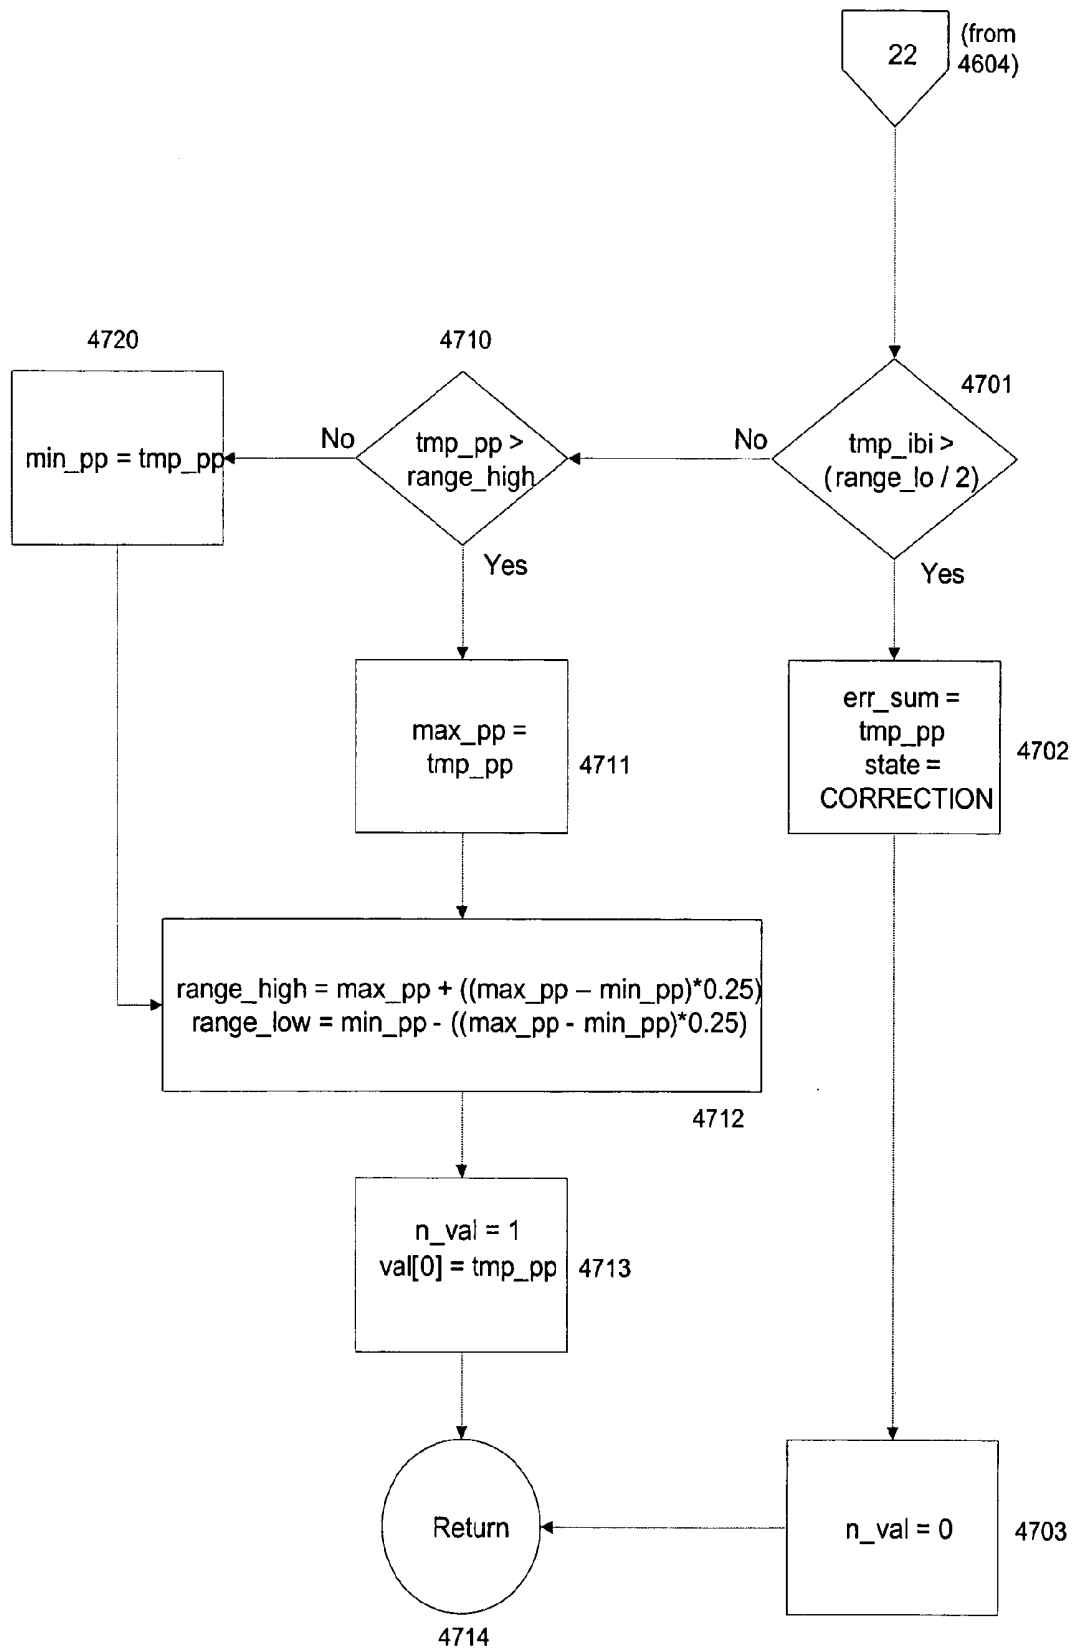 22
(from
4604)
4701
tmp_ibi >
(range_lo / 2)
No
Yes
4710
tmp_pp >
range_high
No
Yes
4720
min_pp = tmp_pp
max_pp =
tmp_pp
4711
err_sum =
tmp_pp
state =
CORRECTION
4702
range_high = max_pp + ((max_pp – min_pp)*0.25)
range_low = min_pp - ((max_pp - min_pp)*0.25)
4712
n_val = 1
val[0] = tmp_pp
4713
Return
4714
n_val = 0
4703